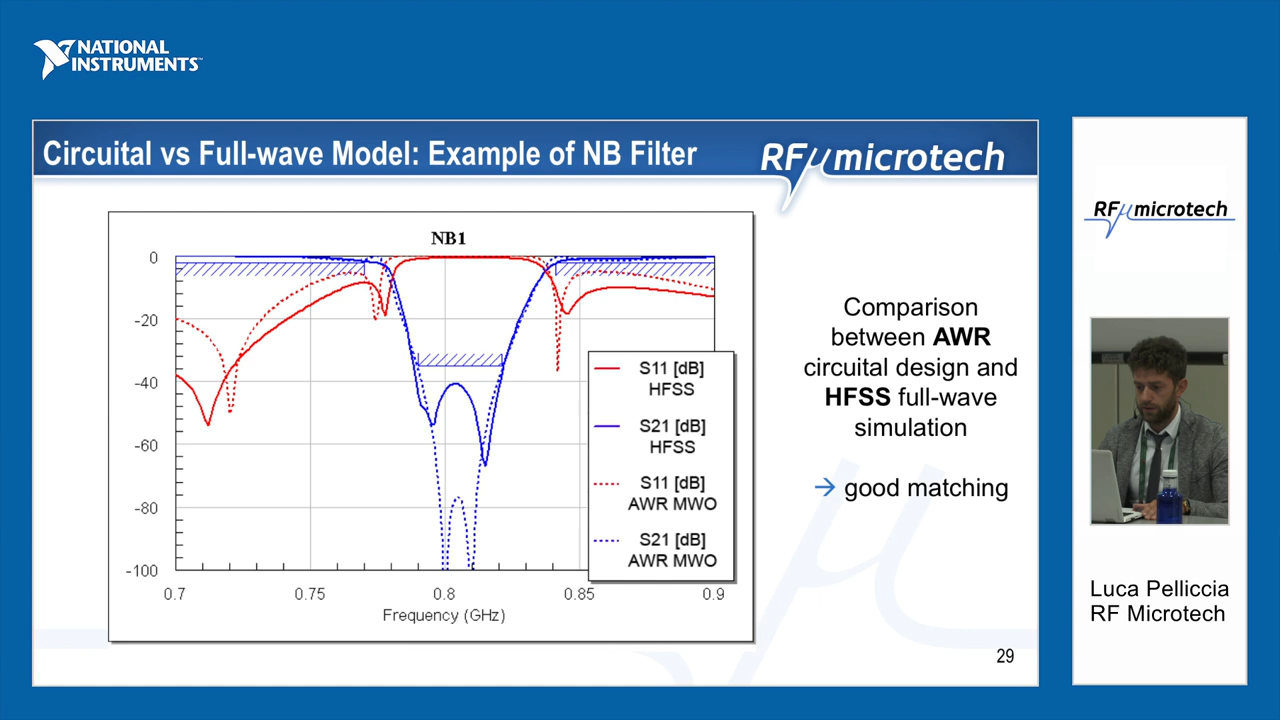 NATIONAL
INSTRUMENTS™
Circuital vs Full-wave Model: Example of NB Filter
RFμmicrotech
NB1
0
-20
-40
-60
-80
-100
0.7
0.75
0.8
0.85
0.9
Frequency (GHz)
S11 [dB]
HFSS
S21 [dB]
HFSS
S11 [dB]
AWR MWO
S21 [dB]
AWR MWO
Comparison
between AWR
circuital design and
HFSS full-wave
simulation
→ good matching
29
RFμmicrotech
Luca Pelliccia
RF Microtech